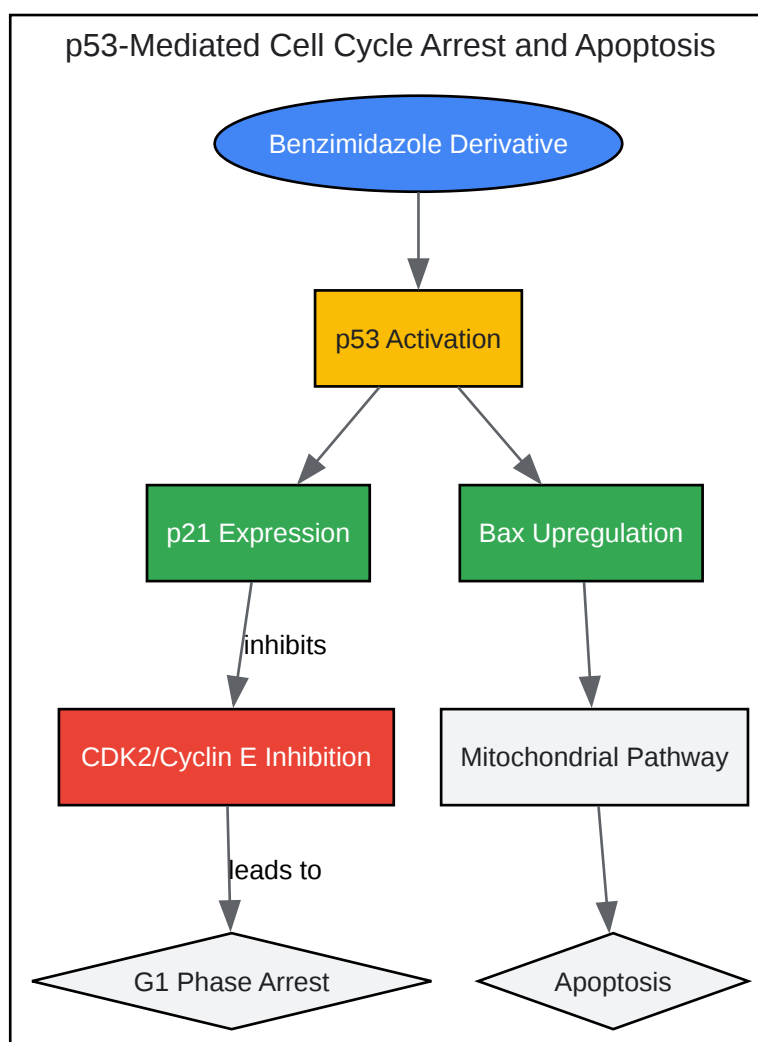 p53-Mediated Cell Cycle Arrest and Apoptosis
Benzimidazole Derivative
p53 Activation
p21 Expression
Bax Upregulation
inhibits
CDK2/Cyclin E Inhibition
Mitochondrial Pathway
leads to
G1 Phase Arrest
Apoptosis